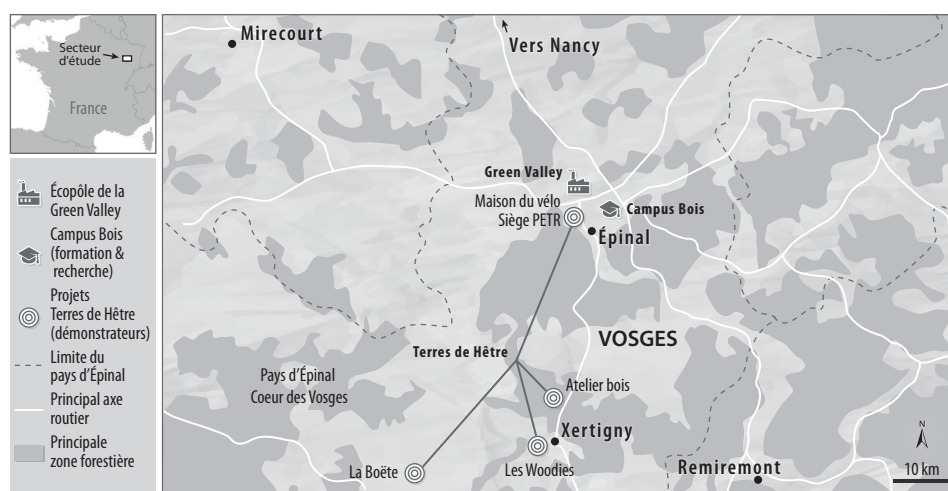 Secteur
d'étude
France
Écopôle de la
Green Valley
Campus Bois
(formation &
recherche)
Projets
Terres de Hêtre
(démonstrateurs)
Limite du
pays d'Épinal
Principal axe
routier
Principale
zone forestière
Mirecourt
Vers Nancy
Green Valley
Maison du vélo
Siège PETR
Campus Bois
Épinal
VOSGES
Terres de Hêtre
Pays d'Épinal
Coeur des Vosges
Atelier bois
Xertigny
La Boëte
Les Woodies
Remiremont
N
10 km